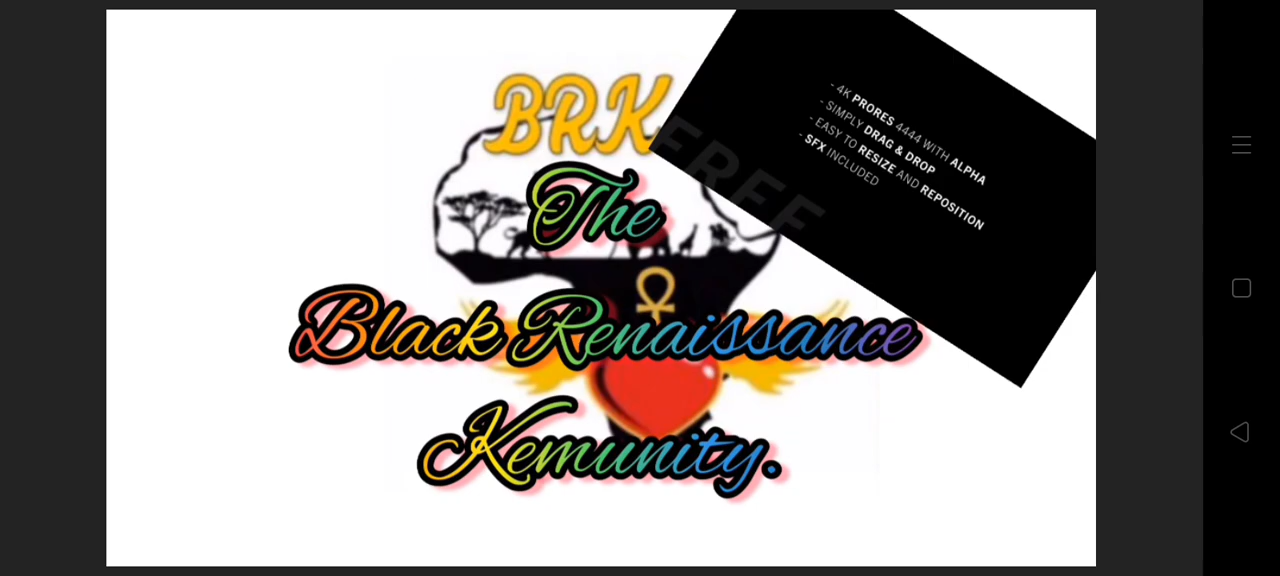 BRK
The
Black Renaissance
Kemunity.
FREE
- 4K PRORES 4444 WITH ALPHA
- SIMPLY DRAG & DROP
- EASY TO RESIZE AND REPOSITION
- SFX INCLUDED